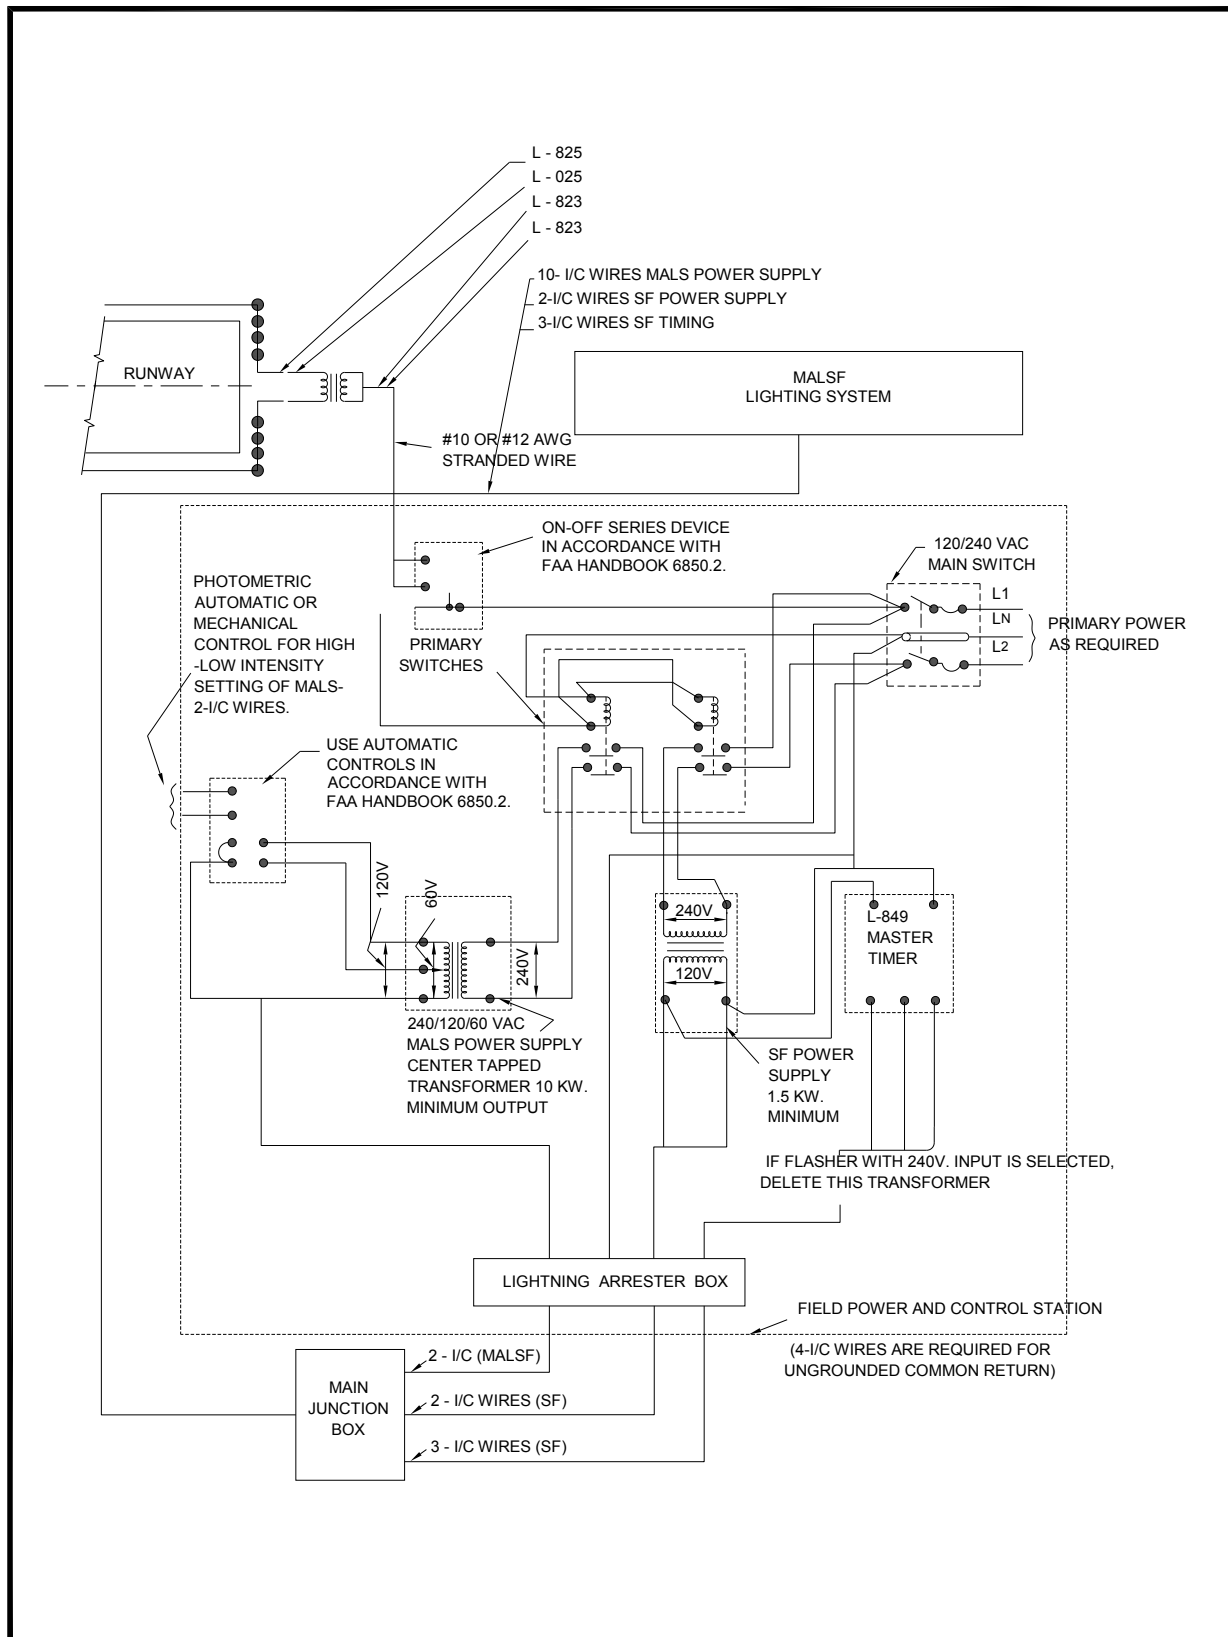 L - 825
L - 025
L - 823
L - 823
10- I/C WIRES MALS POWER SUPPLY
2-I/C WIRES SF POWER SUPPLY
3-I/C WIRES SF TIMING
RUNWAY
MALSF
LIGHTING SYSTEM
#10 OR #12 AWG
STRANDED WIRE
ON-OFF SERIES DEVICE
IN ACCORDANCE WITH
FAA HANDBOOK 6850.2.
120/240 VAC
MAIN SWITCH
L1
LN
L2
PRIMARY POWER
AS REQUIRED
PHOTOMETRIC
AUTOMATIC OR
MECHANICAL
CONTROL FOR HIGH
-LOW INTENSITY
SETTING OF MALS-
2-I/C WIRES.
PRIMARY
SWITCHES
USE AUTOMATIC
CONTROLS IN
ACCORDANCE WITH
FAA HANDBOOK 6850.2.
120V
60V
240V
240V
120V
L-849
MASTER
TIMER
240/120/60 VAC
MALS POWER SUPPLY
CENTER TAPPED
TRANSFORMER 10 KW.
MINIMUM OUTPUT
SF POWER
SUPPLY
1.5 KW.
MINIMUM
IF FLASHER WITH 240V. INPUT IS SELECTED,
DELETE THIS TRANSFORMER
LIGHTNING ARRESTER BOX
FIELD POWER AND CONTROL STATION
(4-I/C WIRES ARE REQUIRED FOR
UNGROUNDED COMMON RETURN)
MAIN
JUNCTION
BOX
2 - I/C (MALSF)
2 - I/C WIRES (SF)
3 - I/C WIRES (SF)